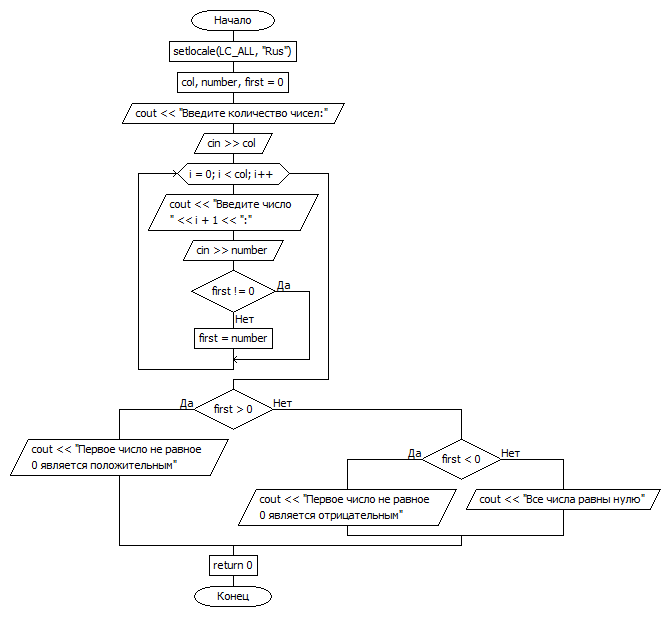 Начало
setlocale(LC_ALL, "Rus")
col, number, first = 0
cout << "Введите количество чисел:"
cin >> col
i = 0; i < col; i++
cout << "Введите число
" << i + 1 << ":"
cin >> number
first != 0
Да
Нет
first = number
Да
first > 0
Нет
cout << "Первое число не равное
0 является положительным"
Да
first < 0
Нет
cout << "Первое число не равное
0 является отрицательным"
cout << "Все числа равны нулю"
return 0
Конец